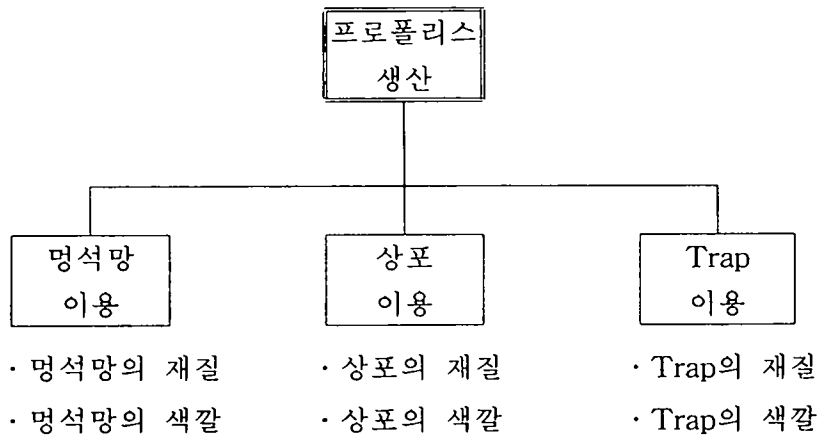 프로폴리스
생산
멍석망
이용
상포
이용
Trap
이용
· 멍석망의 재질
· 멍석망의 색깔
· 상포의 재질
· 상포의 색깔
· Trap의 재질
· Trap의 색깔